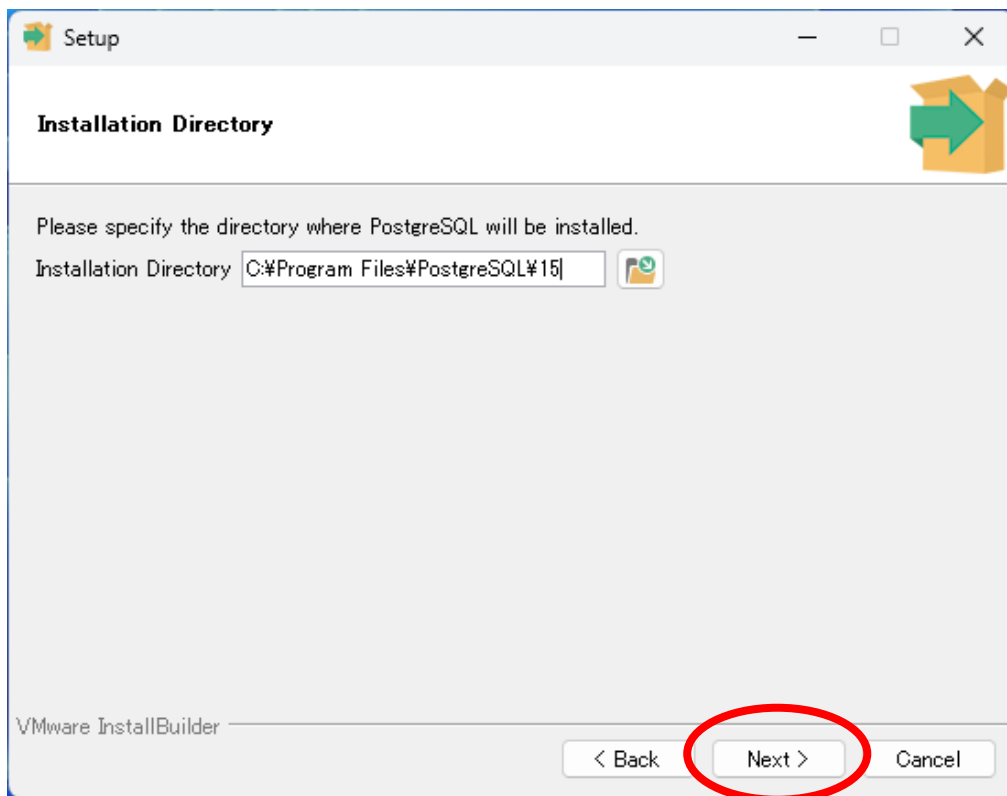 Setup
Installation Directory
Please specify the directory where PostgreSQL will be installed.
Installation Directory C:¥Program Files¥PostgreSQL¥15
VMware InstallBuilder
< Back Next > Cancel